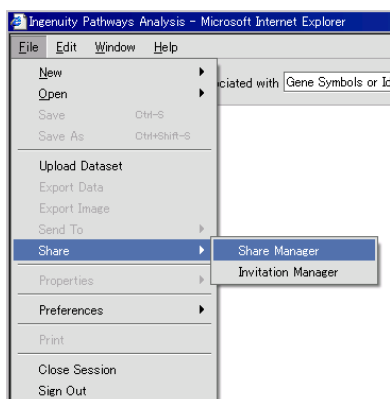 Ingenuity Pathways Analysis - Microsoft Internet Explorer
File Edit Window Help
New
ciated with Gene Symbols or
Open
Save Ctrl-S
Save As Ctrl+Shift-S
Upload Dataset
Export Data
Export Image
Send To
Share Share Manager
Invitation Manager
Properties
Preferences
Print
Close Session
Sign Out